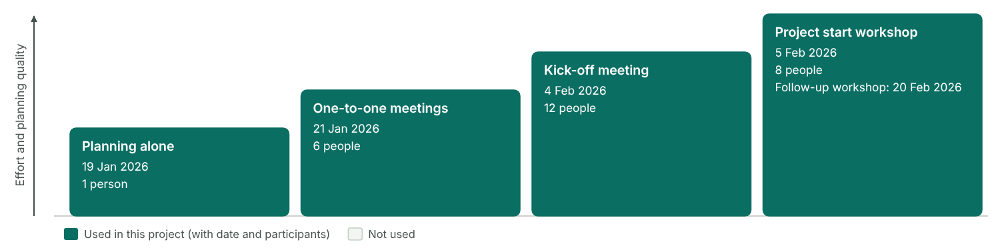 Effort and planning quality
Planning alone
19 Jan 2026
1 person
One-to-one meetings
21 Jan 2026
6 people
Kick-off meeting
4 Feb 2026
12 people
Project start workshop
5 Feb 2026
8 people
Follow-up workshop: 20 Feb 2026
Used in this project (with date and participants)
Not used